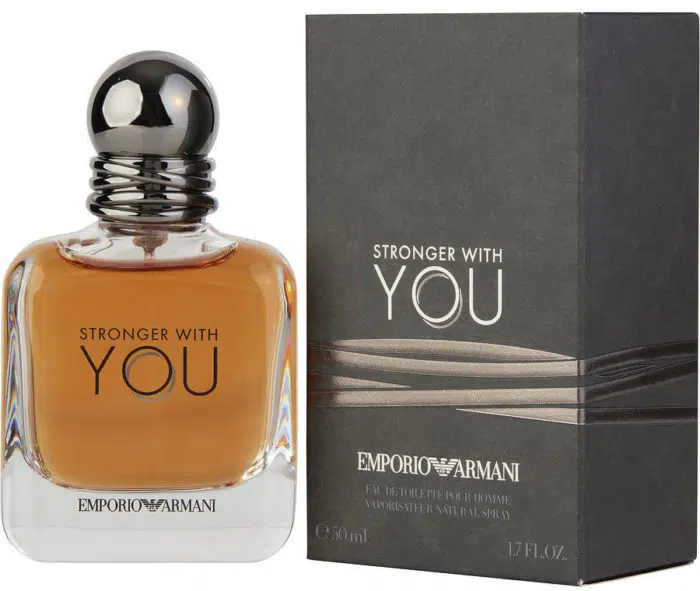 STRONGER WITH
YOU
EMPORIO ARMANI
STRONGER WITH
YOU
EMPORIO ARMANI
EAU DE TOILETTE POUR HOMME
VAPORISATEUR NATURAL SPRAY
℮50 ml
1.7 FL.OZ.